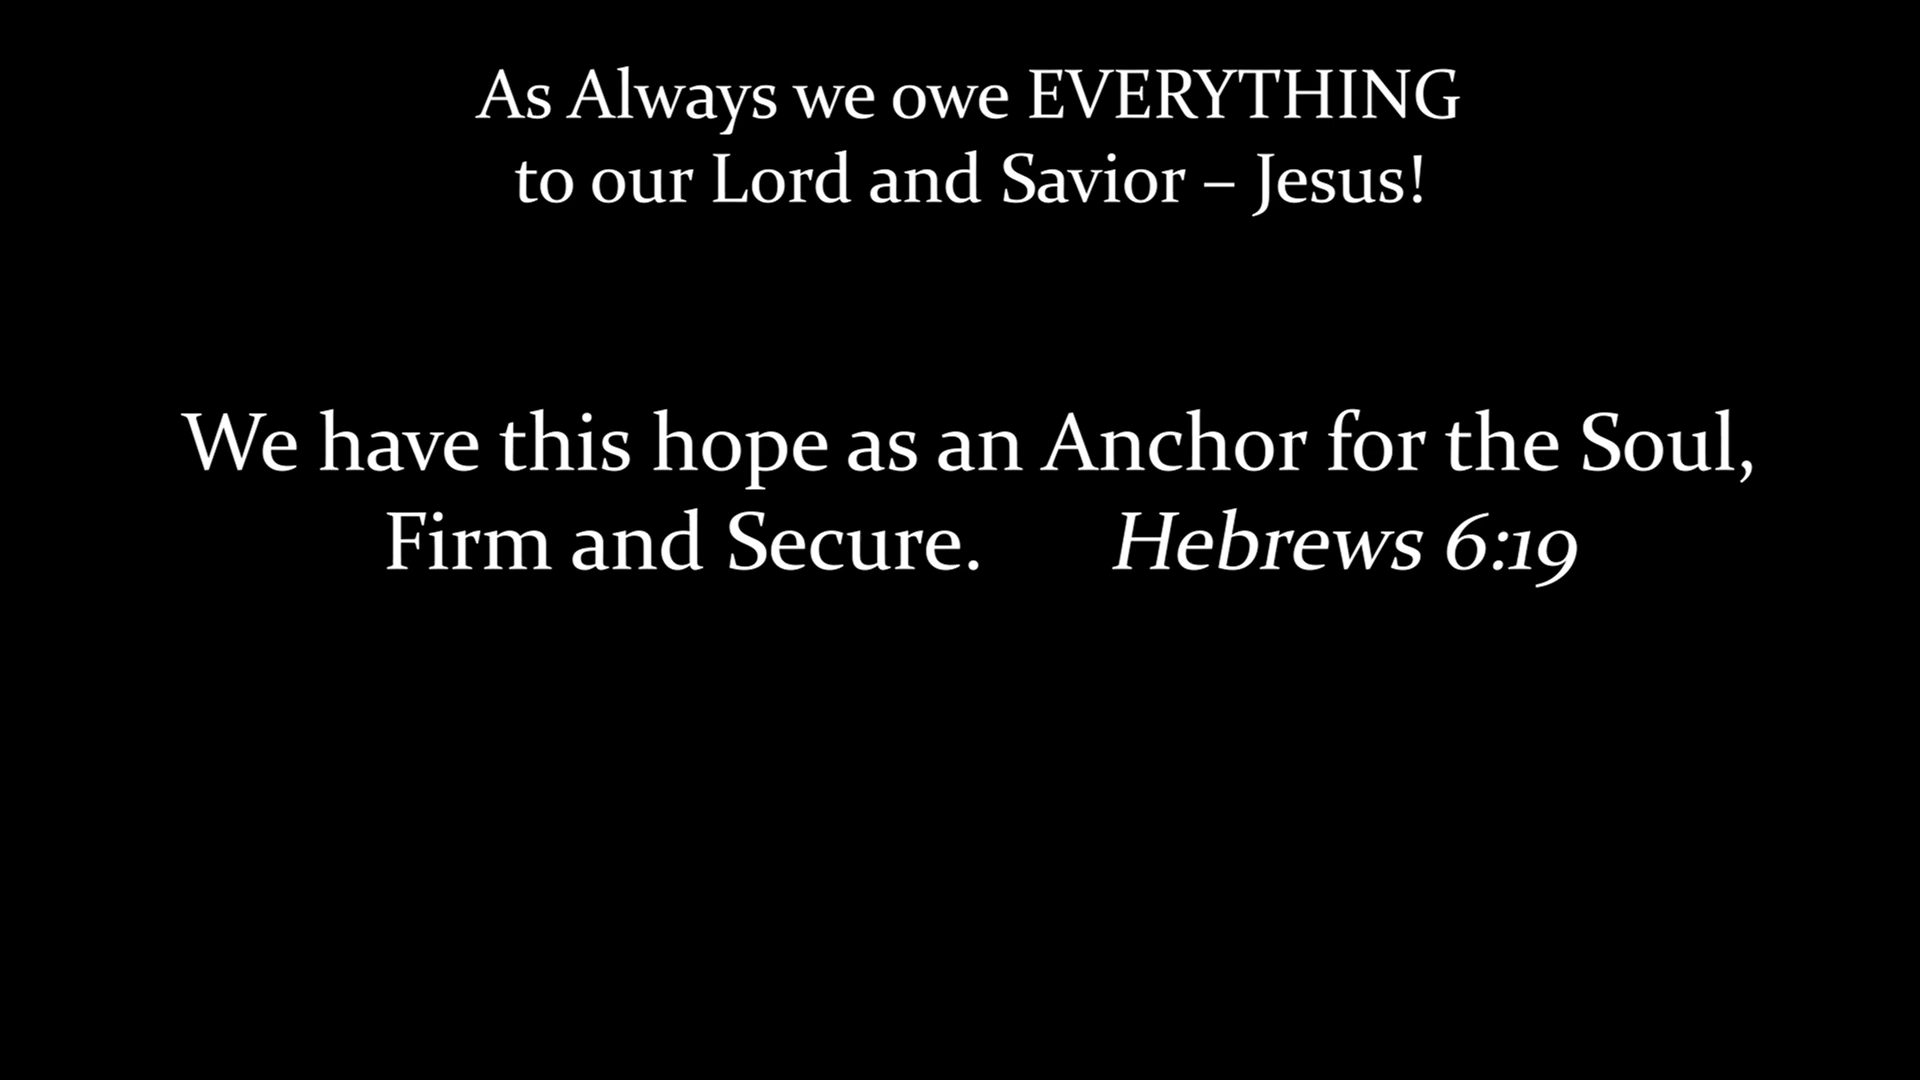 As Always we owe EVERYTHING
to our Lord and Savior – Jesus!
We have this hope as an Anchor for the Soul,
Firm and Secure. Hebrews 6:19